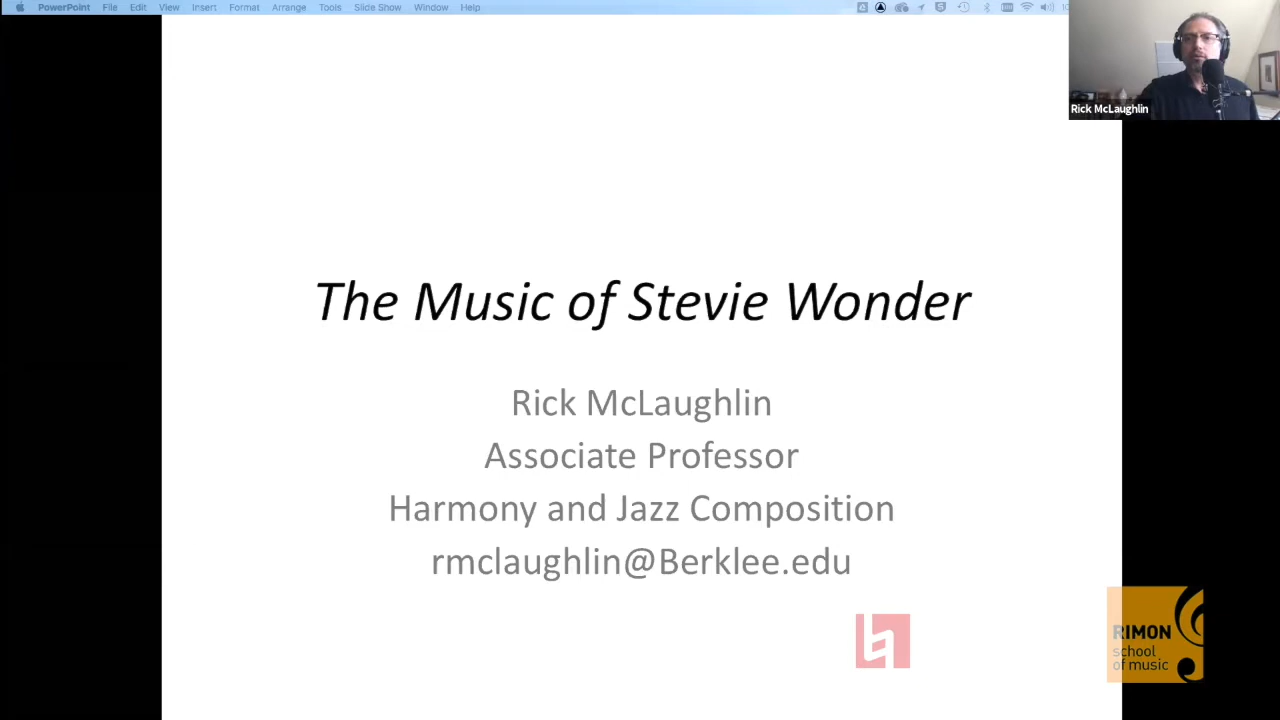 PowerPoint File Edit View Insert Format Arrange Tools Slide Show Window Help
Rick McLaughlin
The Music of Stevie Wonder
Rick McLaughlin
Associate Professor
Harmony and Jazz Composition
rmclaughlin@Berklee.edu
RIMON
school
of music